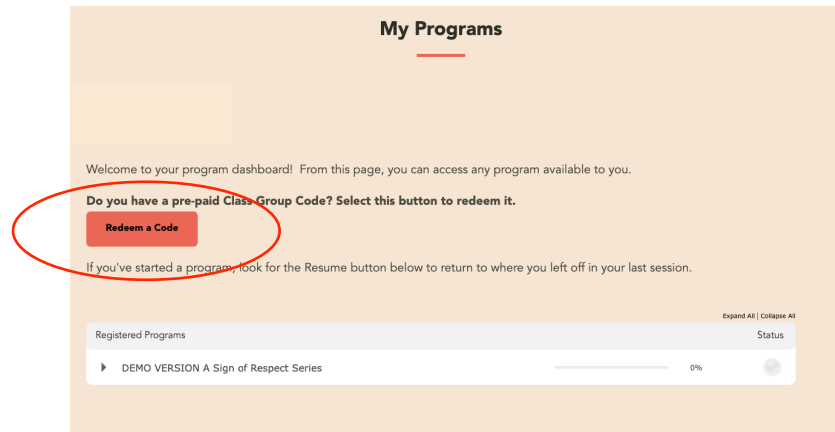 My Programs
Welcome to your program dashboard!  From this page, you can access any program available to you.
Do you have a pre-paid Class Group Code? Select this button to redeem it.
Redeem a Code
If you've started a program, look for the Resume button below to return to where you left off in your last session.
Expand All | Collapse All
Registered Programs Status
DEMO VERSION A Sign of Respect Series 0%